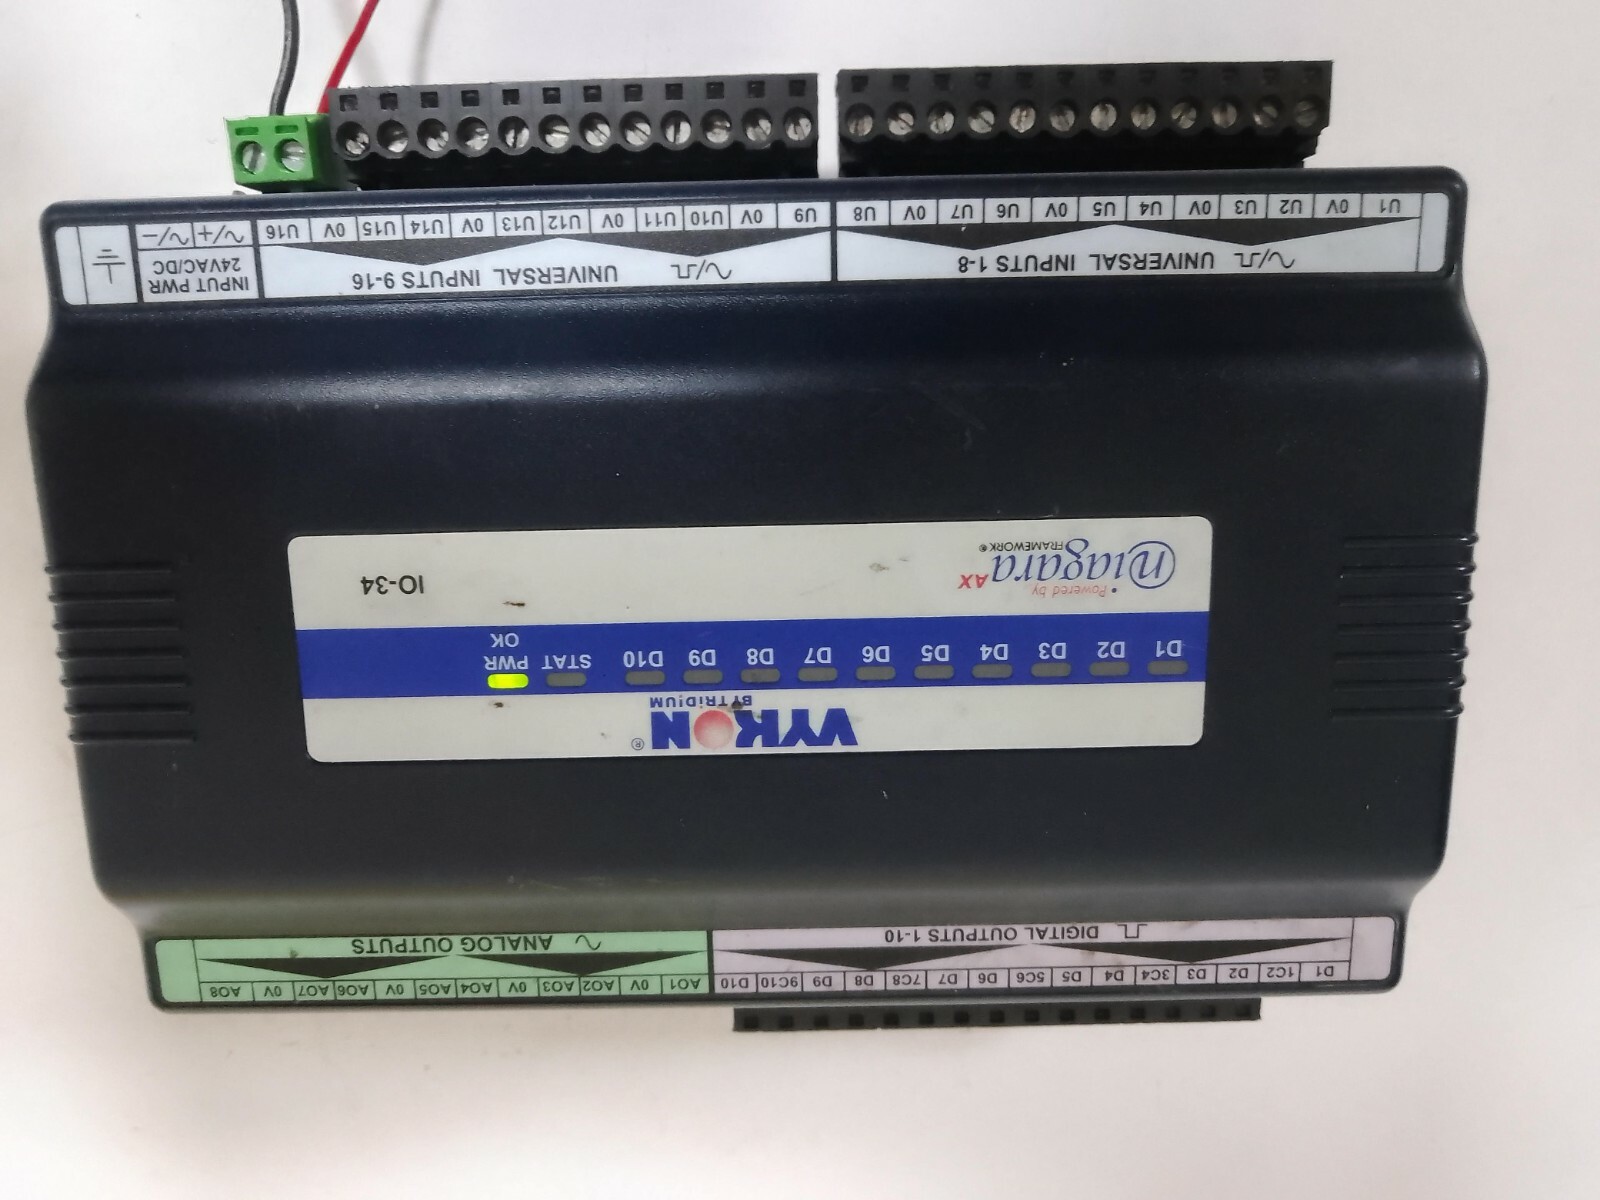 D1 1C2 D2 D3 3C4 D4 D5 5C6 D6 D7 7C8 D8 D9 9C10 D10 AO1 0V AO2 AO3 0V AO4 AO5 0V AO6 AO7 0V AO8
DIGITAL OUTPUTS 1-10 ANALOG OUTPUTS
VYKON®
BY TRiDiUM
D1 D2 D3 D4 D5 D6 D7 D8 D9 D10 STAT PWR
OK
Powered by
niagara AX
FRAMEWORK®
IO-34
UNIVERSAL INPUTS 1-8 UNIVERSAL INPUTS 9-16
INPUT PWR
24VAC/DC
U1 0V U2 U3 0V U4 U5 0V U6 U7 0V U8 U9 0V U10 U11 0V U12 U13 0V U14 U15 0V U16 ~/+ ~/−